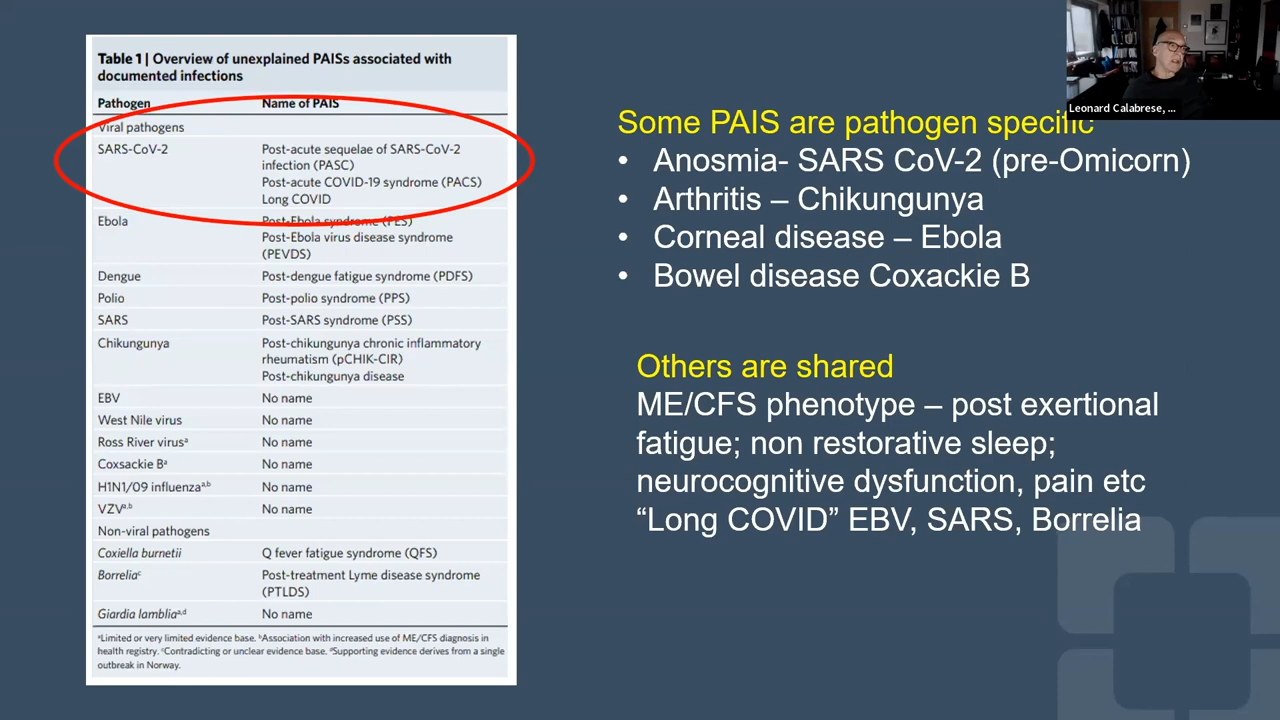 Table 1 | Overview of unexplained PAISs associated with
documented infections
Pathogen Name of PAIS
Viral pathogens
SARS-CoV-2 Post-acute sequelae of SARS-CoV-2
infection (PASC)
Post-acute COVID-19 syndrome (PACS)
Long COVID
Ebola Post-Ebola syndrome (PES)
Post-Ebola virus disease syndrome
(PEVDS)
Dengue Post-dengue fatigue syndrome (PDFS)
Polio Post-polio syndrome (PPS)
SARS Post-SARS syndrome (PSS)
Chikungunya Post-chikungunya chronic inflammatory
rheumatism (pCHIK-CIR)
Post-chikungunya disease
EBV No name
West Nile virus No name
Ross River virusᵃ No name
Coxsackie Bᵃ No name
H1N1/09 influenzaᵃ,ᵇ No name
VZVᵃ,ᵇ No name
Non-viral pathogens
Coxiella burnetii Q fever fatigue syndrome (QFS)
Borreliaᶜ Post-treatment Lyme disease syndrome
(PTLDS)
Giardia lambliaᵃ,ᵈ No name
ᵃLimited or very limited evidence base. ᵇAssociation with increased use of ME/CFS diagnosis in
health registry. ᶜContradicting or unclear evidence base. ᵈSupporting evidence derives from a single
outbreak in Norway.
Leonard Calabrese, ...
Some PAIS are pathogen specific
• Anosmia- SARS CoV-2 (pre-Omicorn)
• Arthritis – Chikungunya
• Corneal disease – Ebola
• Bowel disease Coxackie B
Others are shared
ME/CFS phenotype – post exertional
fatigue; non restorative sleep;
neurocognitive dysfunction, pain etc
“Long COVID” EBV, SARS, Borrelia